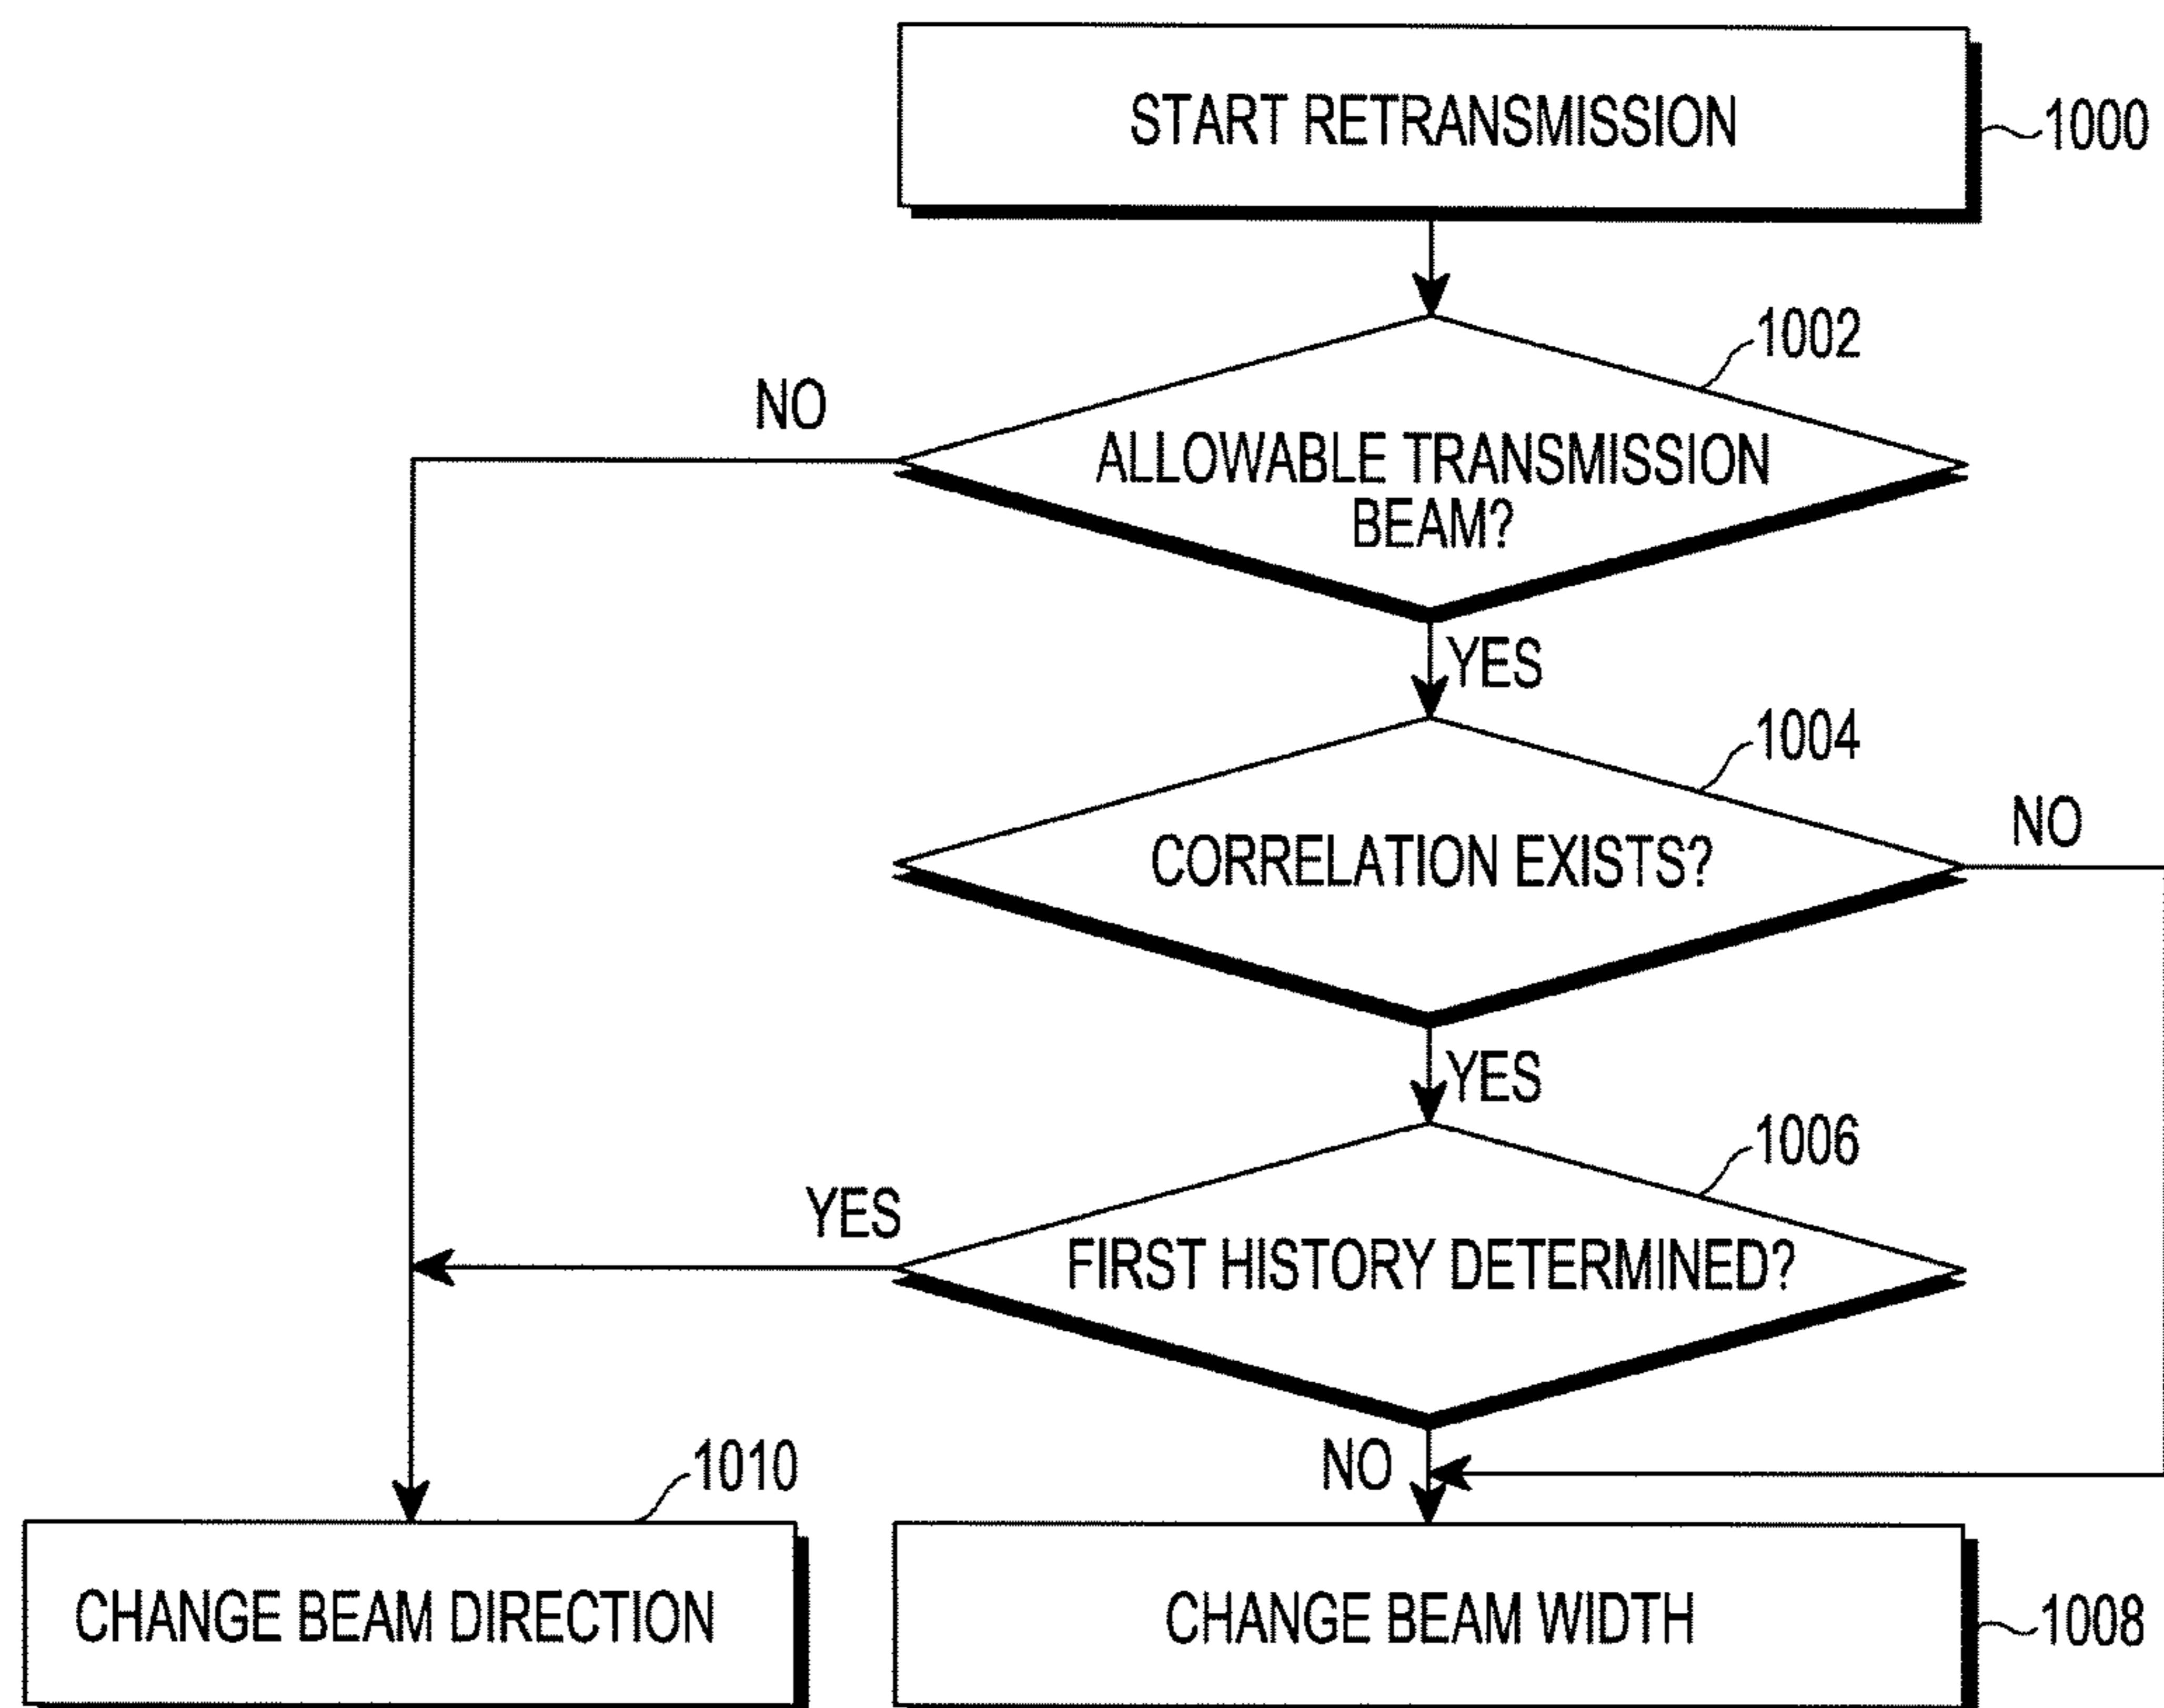 START RETRANSMISSION
1000
1002
NO
ALLOWABLE TRANSMISSION
BEAM?
YES
1004
NO
CORRELATION EXISTS?
YES
1006
YES
FIRST HISTORY DETERMINED?
NO
1010
CHANGE BEAM DIRECTION
CHANGE BEAM WIDTH
1008